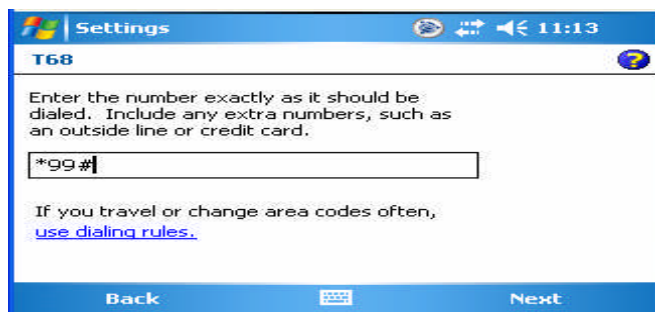 Settings 11:13
T68
Enter the number exactly as it should be
dialed. Include any extra numbers, such as
an outside line or credit card.
*99#
If you travel or change area codes often,
use dialing rules.
Back Next